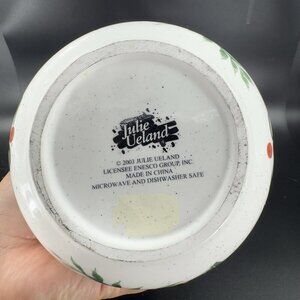 Julie
Ueland
© 2003 JULIE UELAND
LICENSEE ENESCO GROUP, INC.
MADE IN CHINA
MICROWAVE AND DISHWASHER SAFE